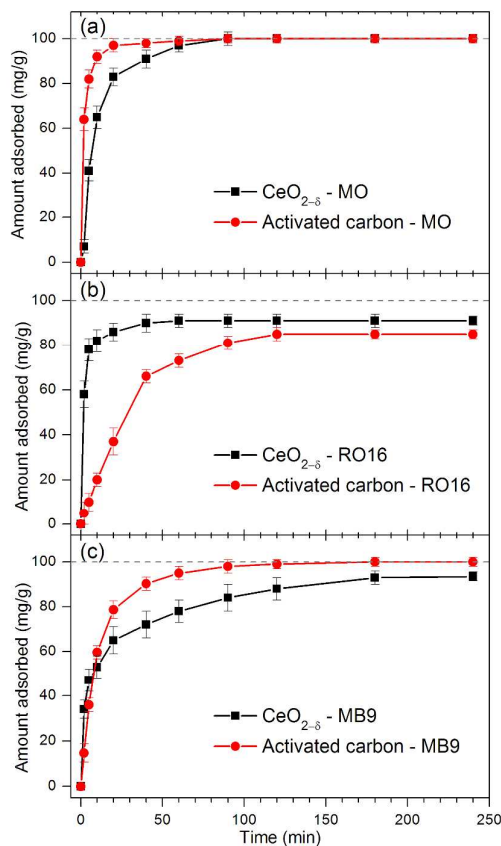 (a)
100
80
60
40
20
0
Amount adsorbed (mg/g)
CeO₂₋δ - MO
Activated carbon - MO
(b)
100
80
60
40
20
0
Amount adsorbed (mg/g)
CeO₂₋δ - RO16
Activated carbon - RO16
(c)
100
80
60
40
20
0
Amount adsorbed (mg/g)
CeO₂₋δ - MB9
Activated carbon - MB9
0 50 100 150 200 250
Time (min)